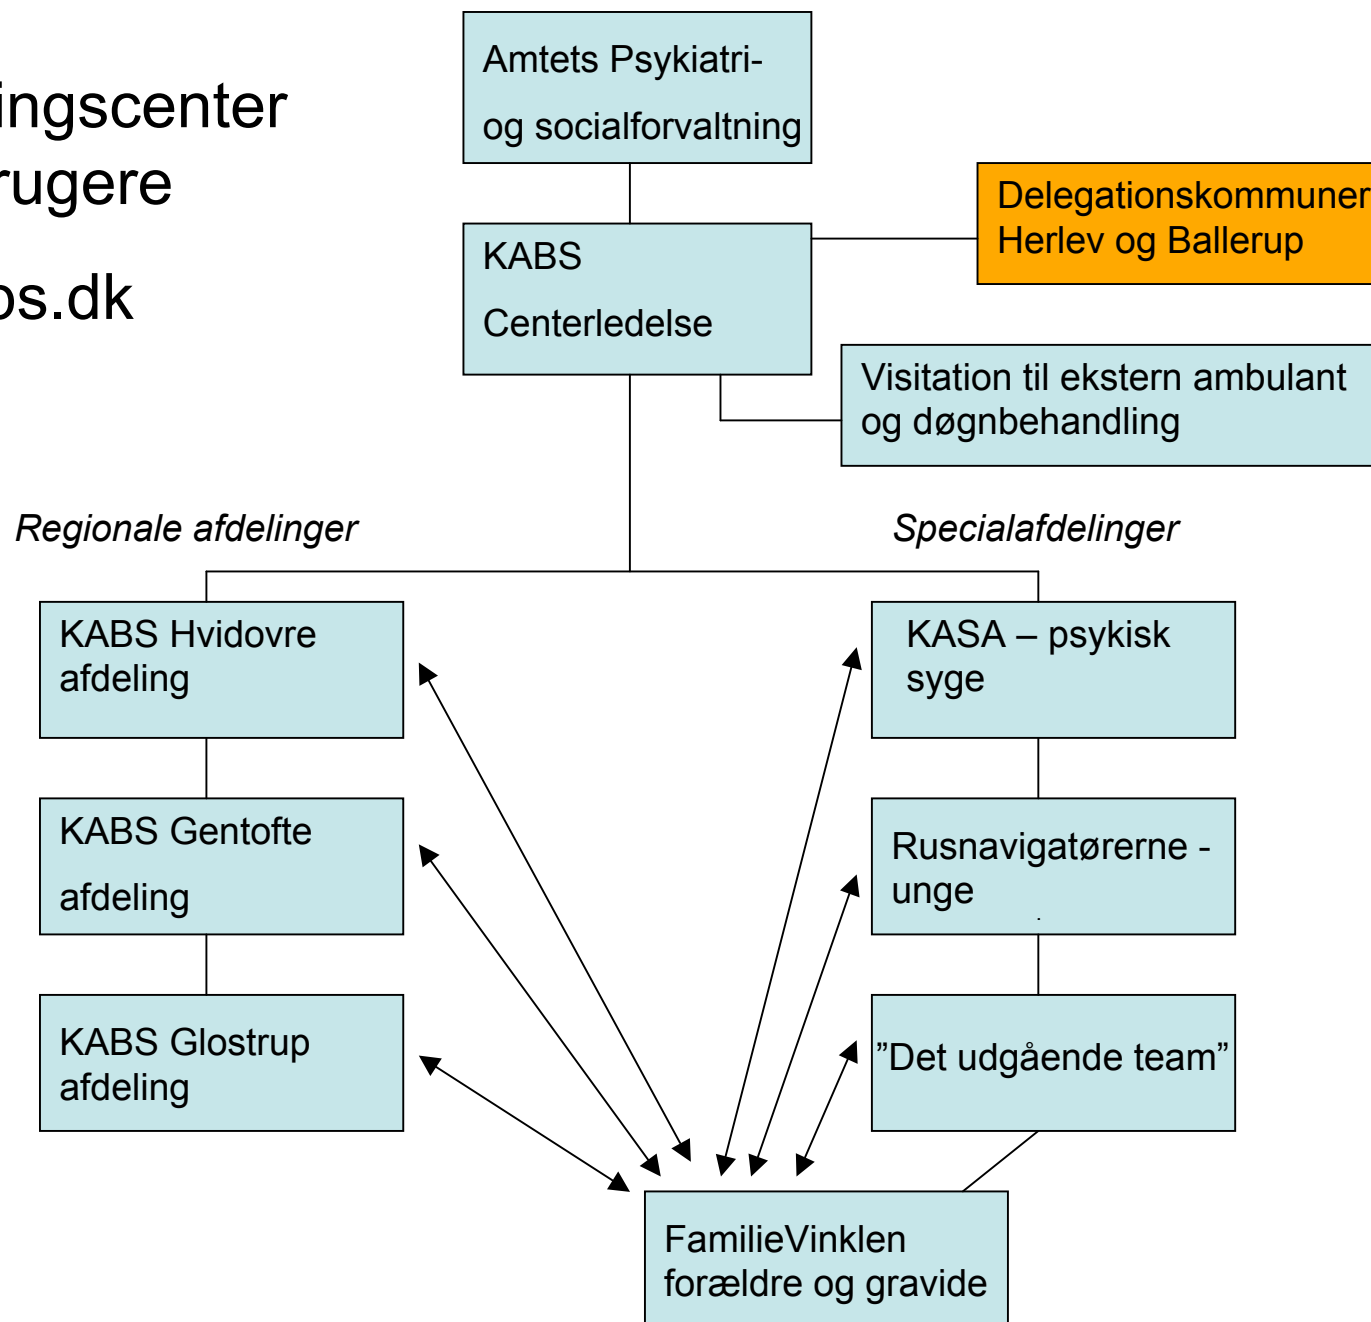 ingscenter
rugere
os.dk
Amtets Psykiatri-
og socialforvaltning
KABS
Centerledelse
Delegationskommuner
Herlev og Ballerup
Visitation til ekstern ambulant
og døgnbehandling
Regionale afdelinger
Specialafdelinger
KABS Hvidovre
afdeling
KABS Gentofte
afdeling
KABS Glostrup
afdeling
KASA – psykisk
syge
Rusnavigatørerne -
unge
”Det udgående team”
FamilieVinklen
forældre og gravide